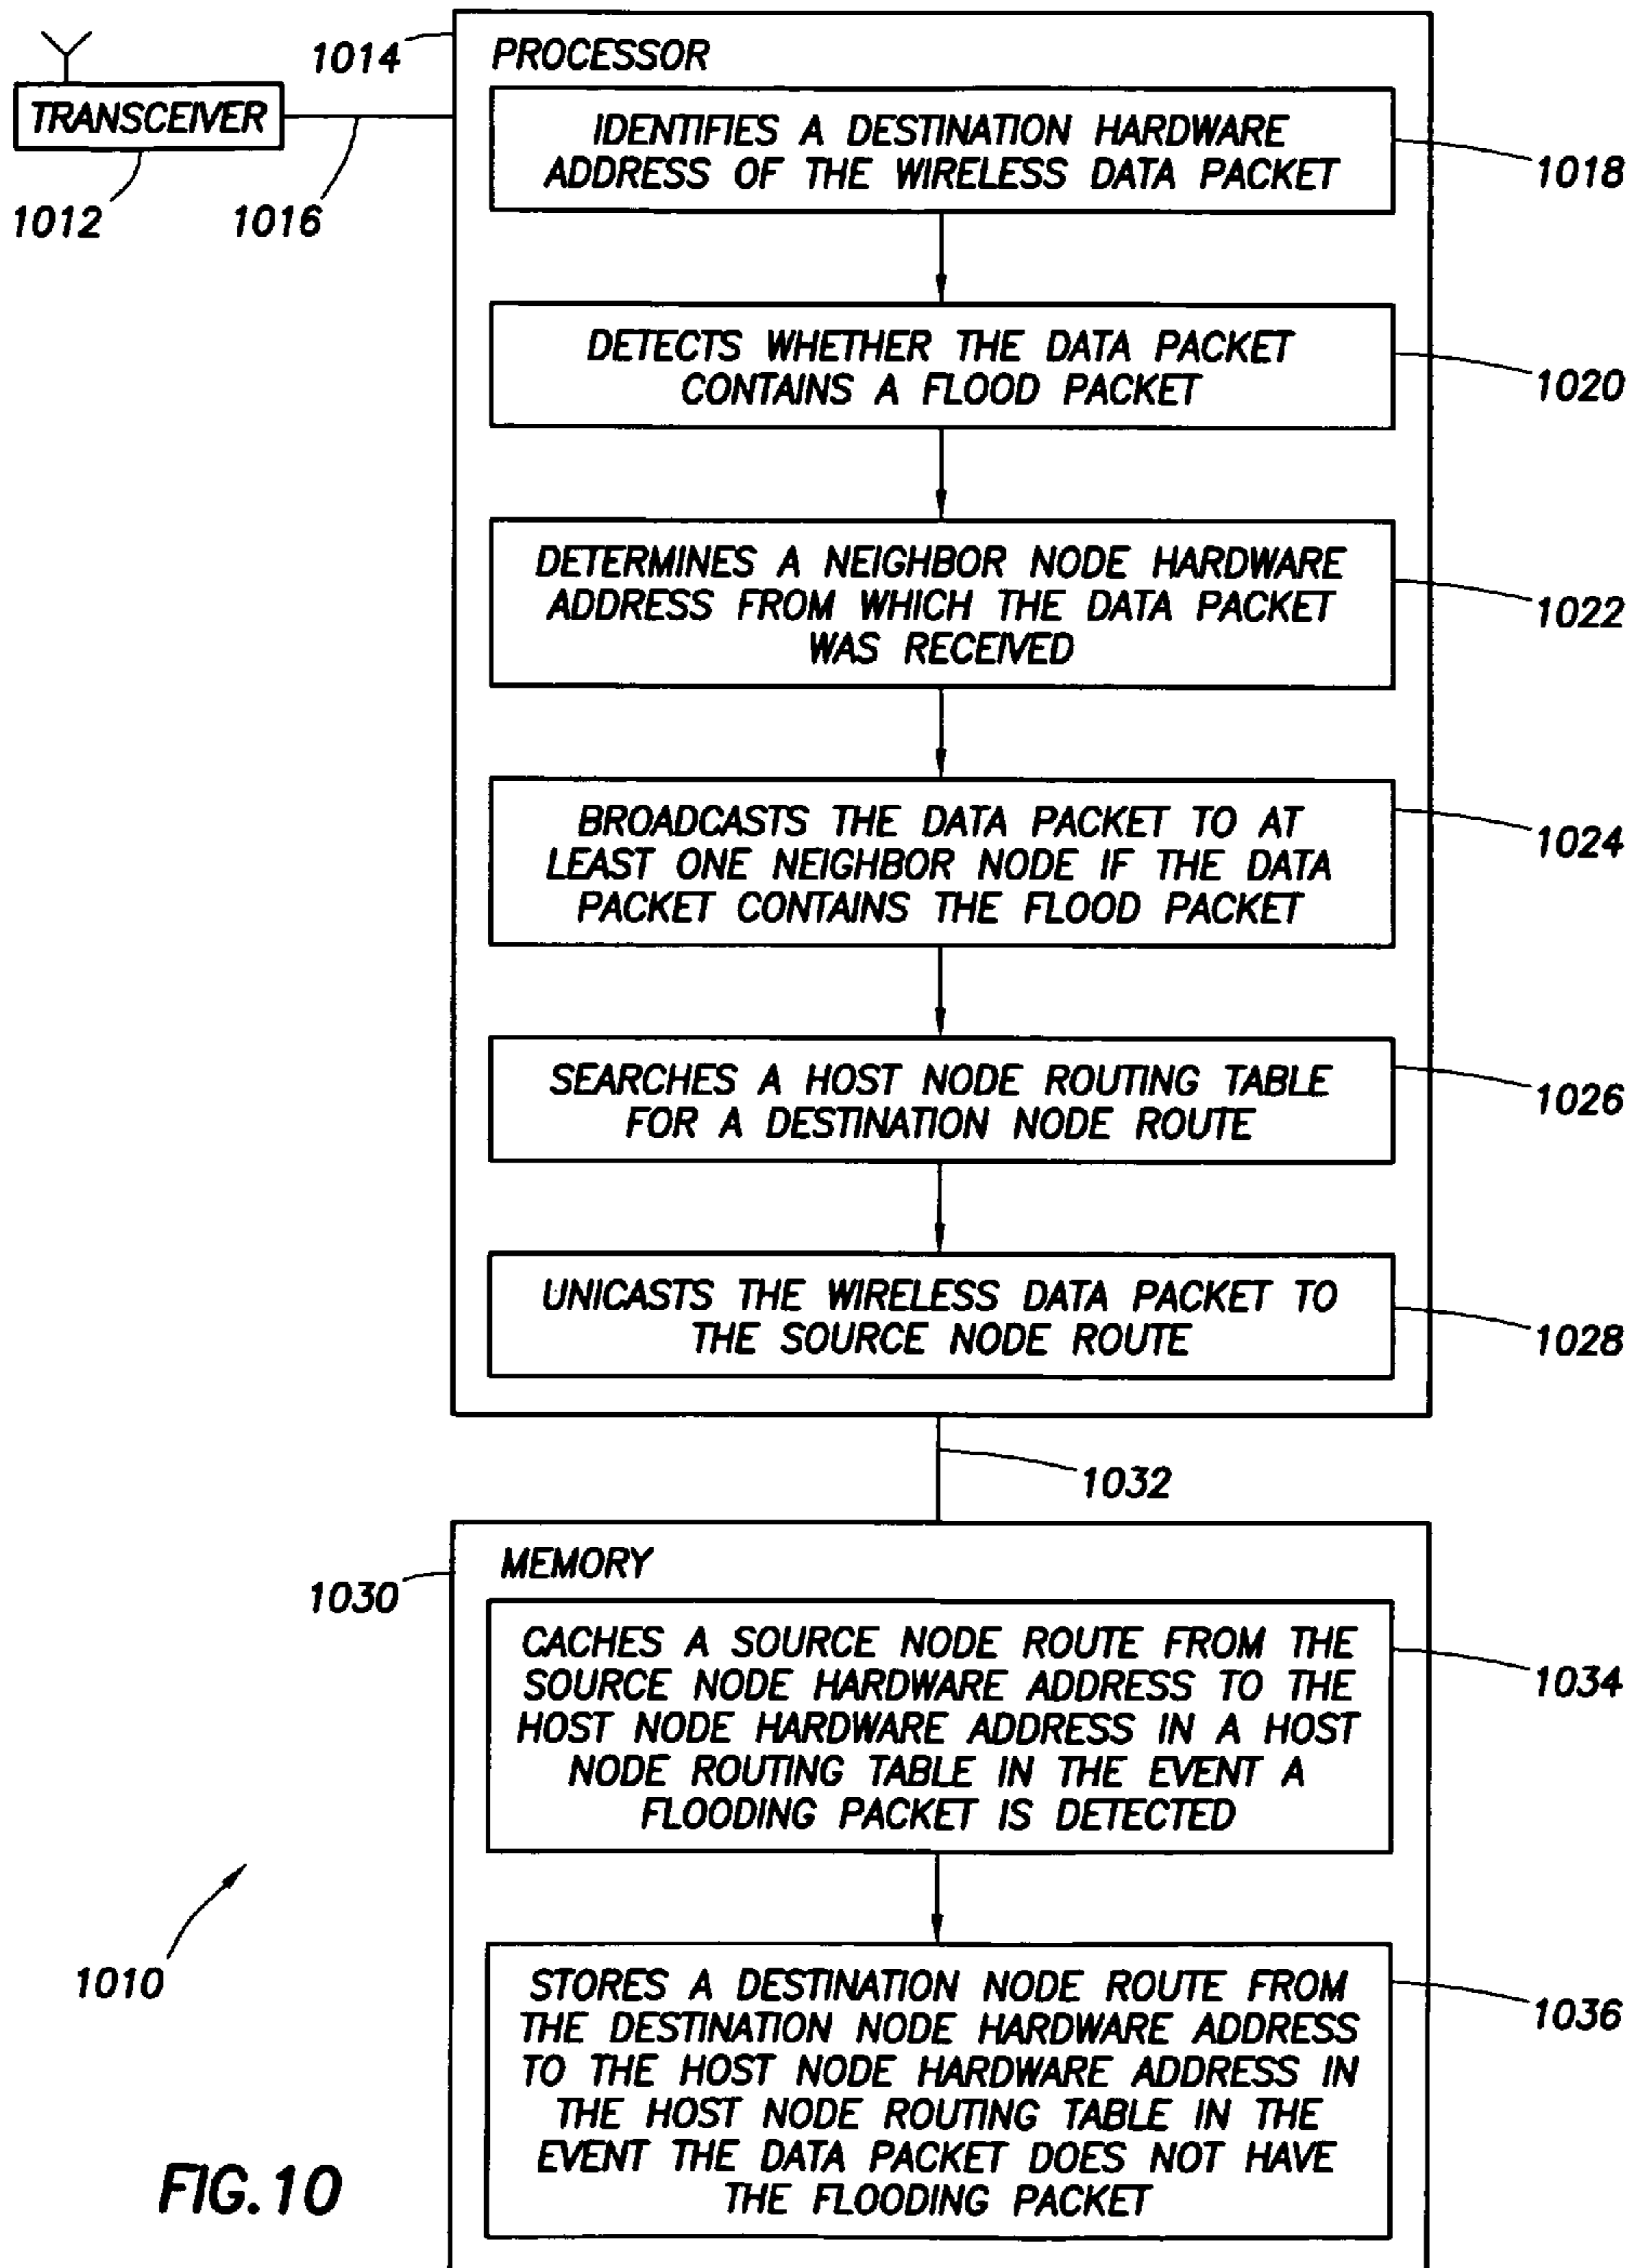 1014
PROCESSOR
TRANSCEIVER
1012
1016
IDENTIFIES A DESTINATION HARDWARE
ADDRESS OF THE WIRELESS DATA PACKET
1018
DETECTS WHETHER THE DATA PACKET
CONTAINS A FLOOD PACKET
1020
DETERMINES A NEIGHBOR NODE HARDWARE
ADDRESS FROM WHICH THE DATA PACKET
WAS RECEIVED
1022
BROADCASTS THE DATA PACKET TO AT
LEAST ONE NEIGHBOR NODE IF THE DATA
PACKET CONTAINS THE FLOOD PACKET
1024
SEARCHES A HOST NODE ROUTING TABLE
FOR A DESTINATION NODE ROUTE
1026
UNICASTS THE WIRELESS DATA PACKET TO
THE SOURCE NODE ROUTE
1028
1032
MEMORY
1030
CACHES A SOURCE NODE ROUTE FROM THE
SOURCE NODE HARDWARE ADDRESS TO THE
HOST NODE HARDWARE ADDRESS IN A HOST
NODE ROUTING TABLE IN THE EVENT A
FLOODING PACKET IS DETECTED
1034
1010
STORES A DESTINATION NODE ROUTE FROM
THE DESTINATION NODE HARDWARE ADDRESS
TO THE HOST NODE HARDWARE ADDRESS IN
THE HOST NODE ROUTING TABLE IN THE
EVENT THE DATA PACKET DOES NOT HAVE
THE FLOODING PACKET
1036
FIG.10